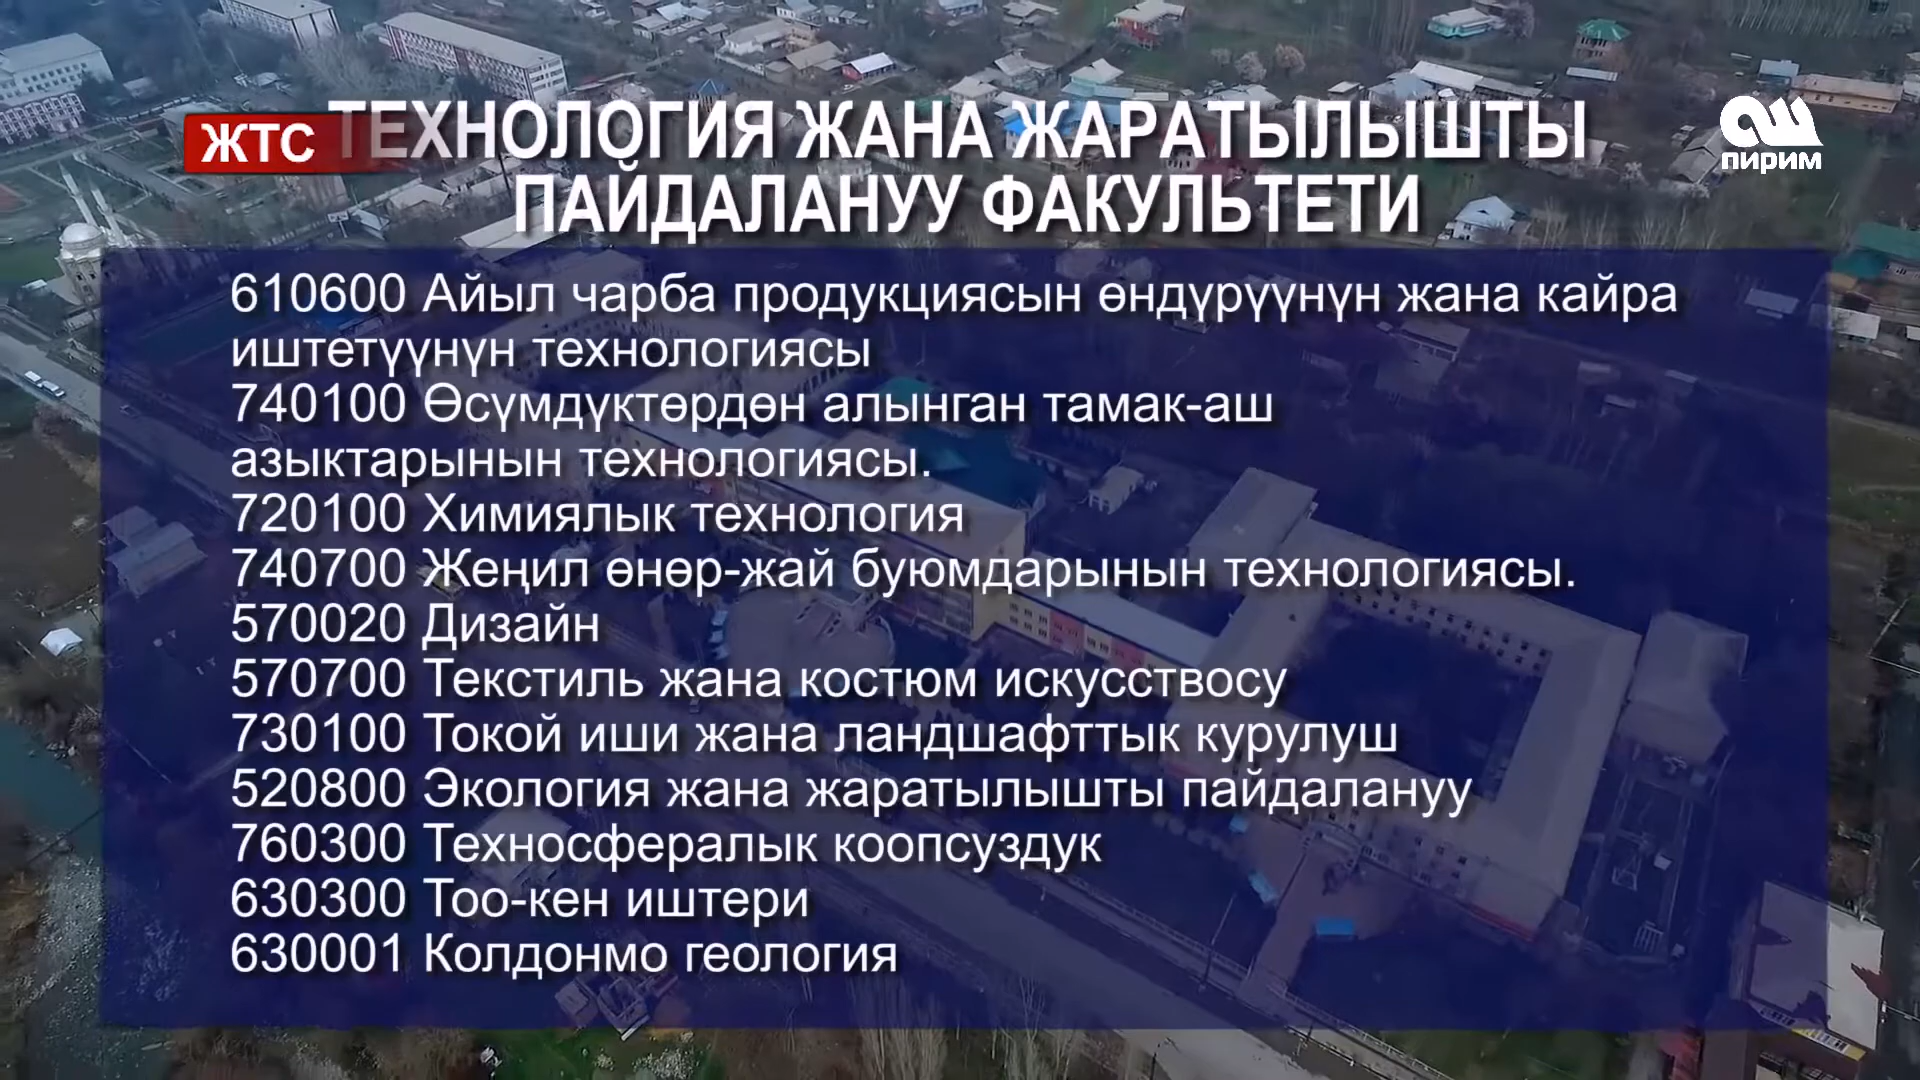 ЖТС
ТЕХНОЛОГИЯ ЖАНА ЖАРАТЫЛЫШТЫ
ПАЙДАЛАНУУ ФАКУЛЬТЕТИ
аш
пирим
610600 Айыл чарба продукциясын өндүрүүнүн жана кайра
иштетүүнүн технологиясы
740100 Өсүмдүктөрдөн алынган тамак-аш
азыктарынын технологиясы.
720100 Химиялык технология
740700 Жеңил өнөр-жай буюмдарынын технологиясы.
570020 Дизайн
570700 Текстиль жана костюм искусствосу
730100 Токой иши жана ландшафттык курулуш
520800 Экология жана жаратылышты пайдалануу
760300 Техносфералык коопсуздук
630300 Тоо-кен иштери
630001 Колдонмо геология